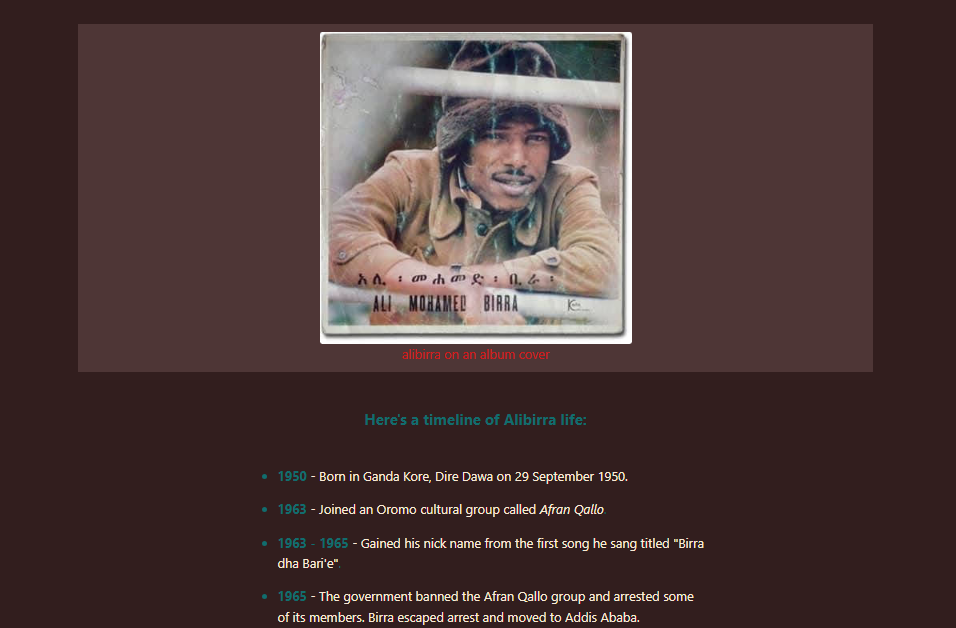 አሊ ፡ መሐመድ ፡ ቢራ ፡
ALI MOHAMED BIRRA
alibirra on an album cover
Here's a timeline of Alibirra life:
1950 - Born in Ganda Kore, Dire Dawa on 29 September 1950.
1963 - Joined an Oromo cultural group called Afran Qallo.
1963 - 1965 - Gained his nick name from the first song he sang titled "Birra
dha Bari'e".
1965 - The government banned the Afran Qallo group and arrested some
of its members. Birra escaped arrest and moved to Addis Ababa.